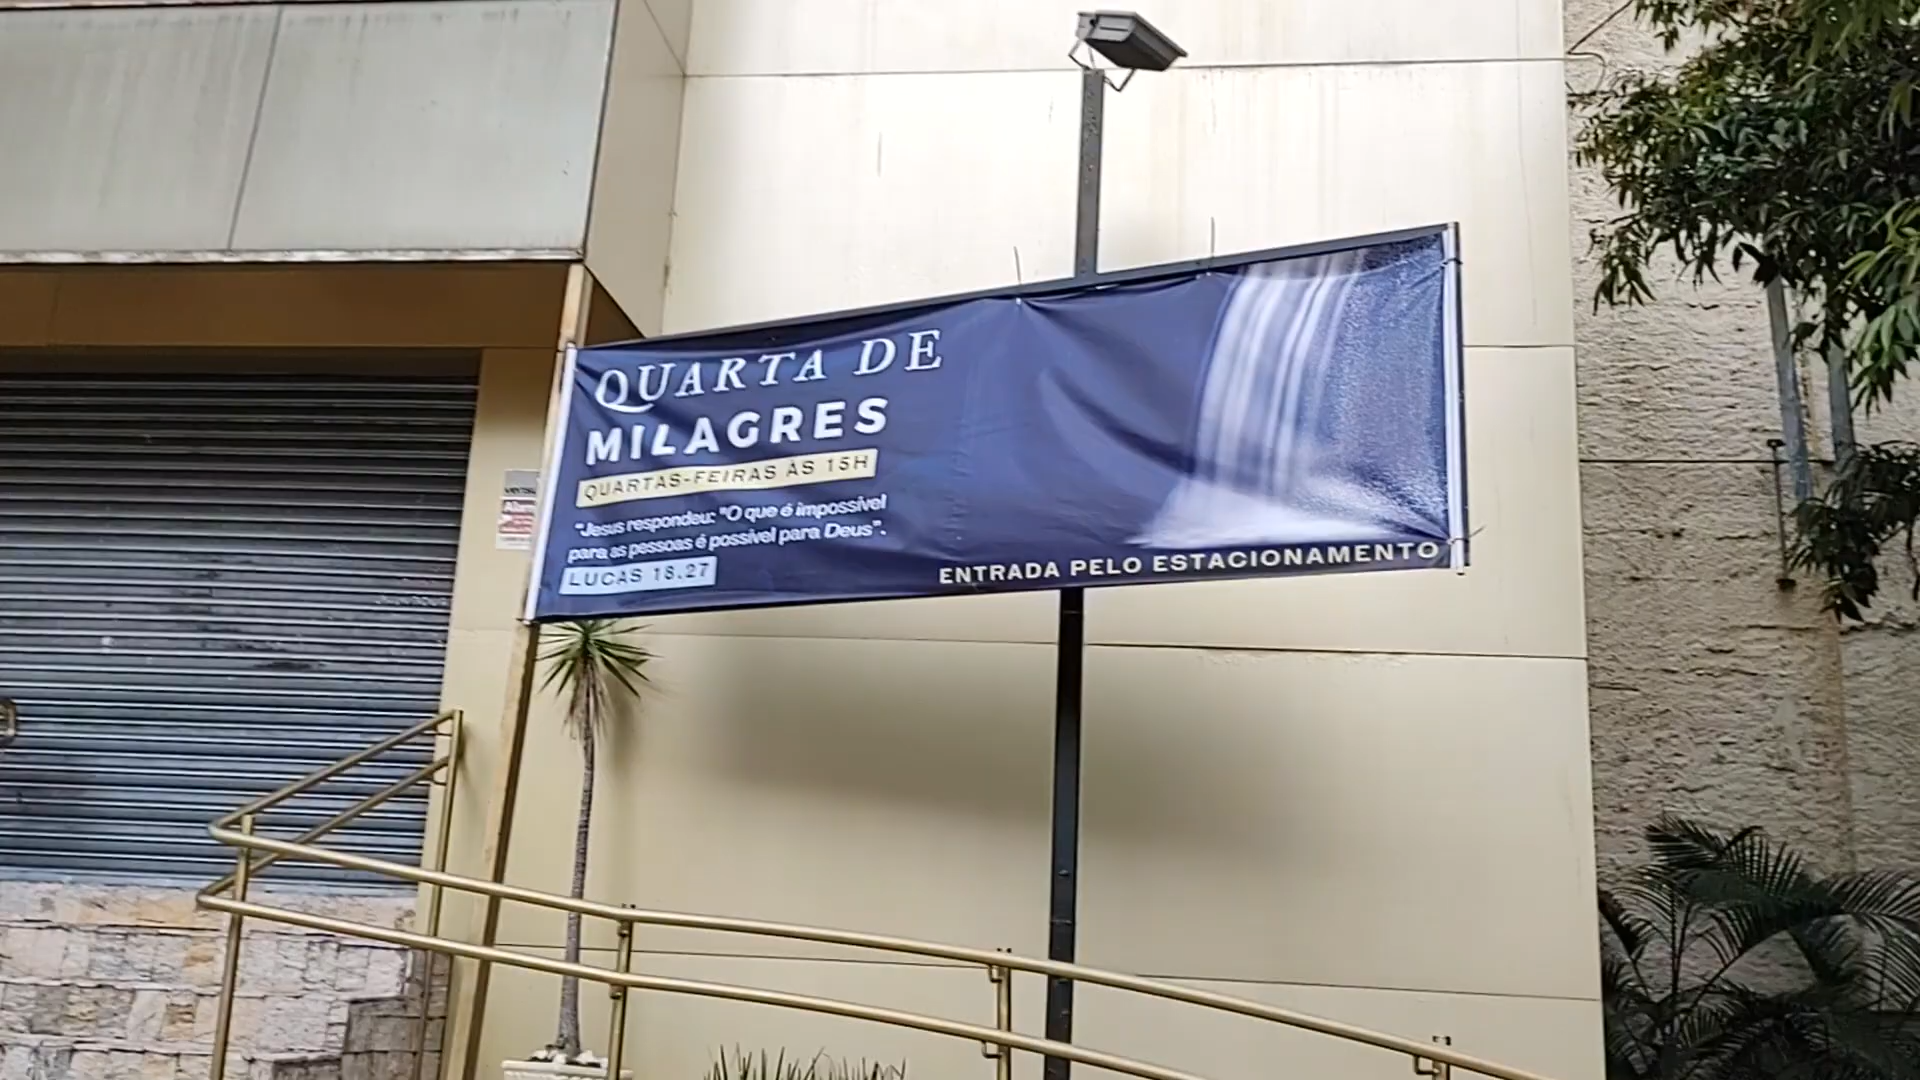 QUARTA DE
MILAGRES
QUARTAS-FEIRAS ÀS 15H
"Jesus respondeu: "O que é impossível
para as pessoas é possível para Deus".
LUCAS 18.27
ENTRADA PELO ESTACIONAMENTO